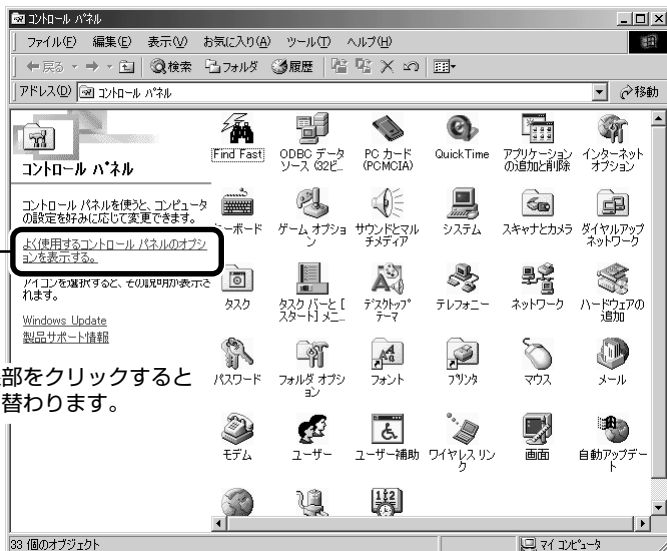 コントロール パネル
ファイル(F) 編集(E) 表示(V) お気に入り(A) ツール(T) ヘルプ(H)
戻る 検索 フォルダ 履歴
アドレス(D) コントロール パネル 移動
コントロール パネル
コントロール パネルを使うと、コンピュータ
の設定を好みに応じて変更できます。
よく使用するコントロール パネルのオプシ
ョンを表示する。
アイコンを選択すると、その説明が表示さ
れます。
Windows Update
製品サポート情報
部をクリックすると
替わります。
Find Fast
ODBC データ
ソース (32ビ...
PC カード
(PCMCIA)
QuickTime
アプリケーション
の追加と削除
インターネット
オプション
ーボード
ゲーム オプショ
ン
サウンドとマル
チメディア
システム
スキャナとカメラ
ダイヤルアップ
ネットワーク
タスク
タスク バーと [
スタート] メニ...
デスクトップ
テーマ
テレフォニー
ネットワーク
ハードウェアの
追加
パスワード
フォルダ オプシ
ョン
フォント
プリンタ
マウス
メール
モデム
ユーザー
ユーザー補助
ワイヤレス リン
ク
画面
自動アップデー
ト
33 個のオブジェクト
マイ コンピュータ